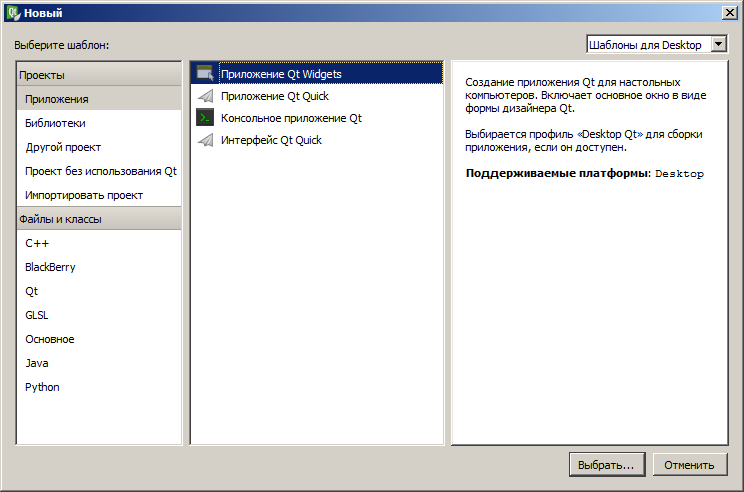 Новый
Выберите шаблон:
Шаблоны для Desktop
Проекты
Приложения
Библиотеки
Другой проект
Проект без использования Qt
Импортировать проект
Файлы и классы
C++
BlackBerry
Qt
GLSL
Основное
Java
Python
Приложение Qt Widgets
Приложение Qt Quick
Консольное приложение Qt
Интерфейс Qt Quick
Создание приложения Qt для настольных
компьютеров. Включает основное окно в виде
формы дизайнера Qt.
Выбирается профиль «Desktop Qt» для сборки
приложения, если он доступен.
Поддерживаемые платформы: Desktop
Выбрать...
Отменить